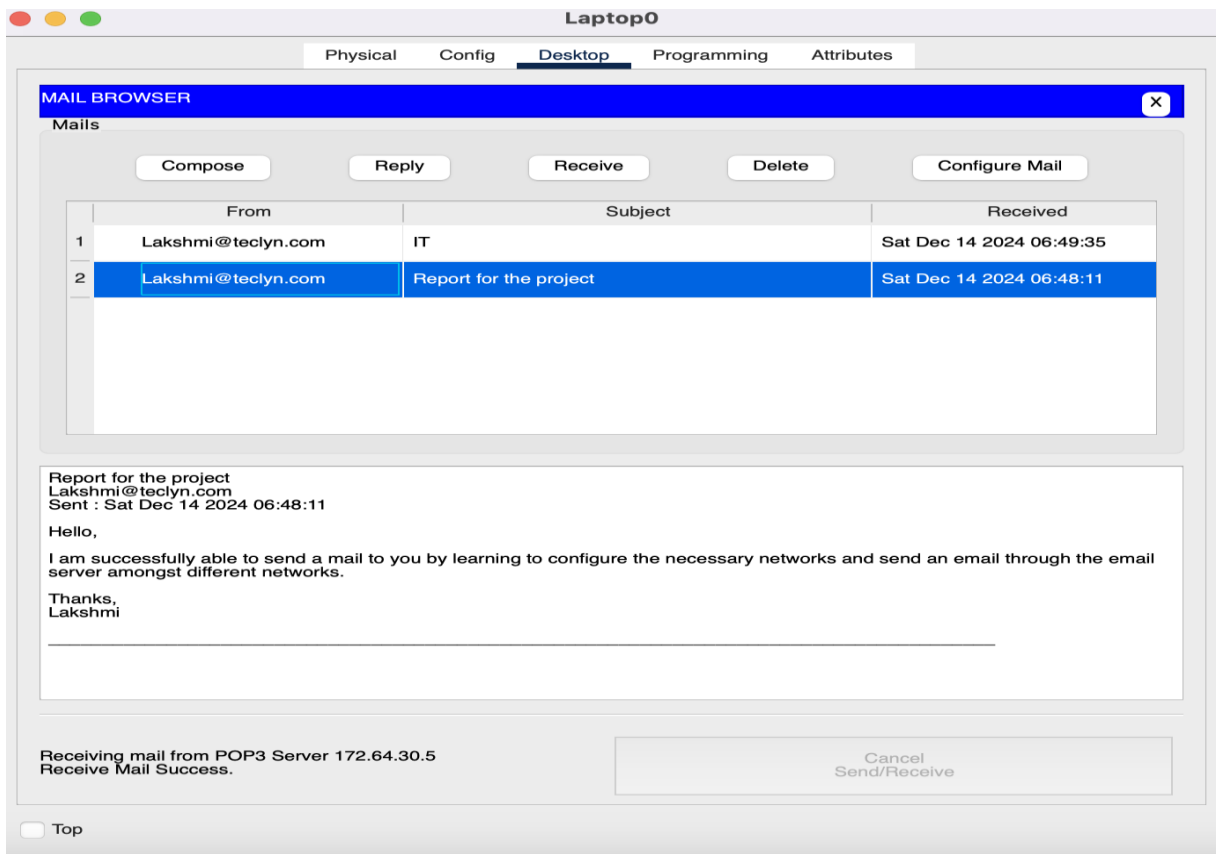 Laptop0
Physical Config Desktop Programming Attributes
MAIL BROWSER
Mails
Compose Reply Receive Delete Configure Mail
From Subject Received
1 Lakshmi@teclyn.com IT Sat Dec 14 2024 06:49:35
2 Lakshmi@teclyn.com Report for the project Sat Dec 14 2024 06:48:11
Report for the project
Lakshmi@teclyn.com
Sent : Sat Dec 14 2024 06:48:11
Hello,
I am successfully able to send a mail to you by learning to configure the necessary networks and send an email through the email
server amongst different networks.
Thanks,
Lakshmi
Receiving mail from POP3 Server 172.64.30.5
Receive Mail Success.
Cancel
Send/Receive
Top